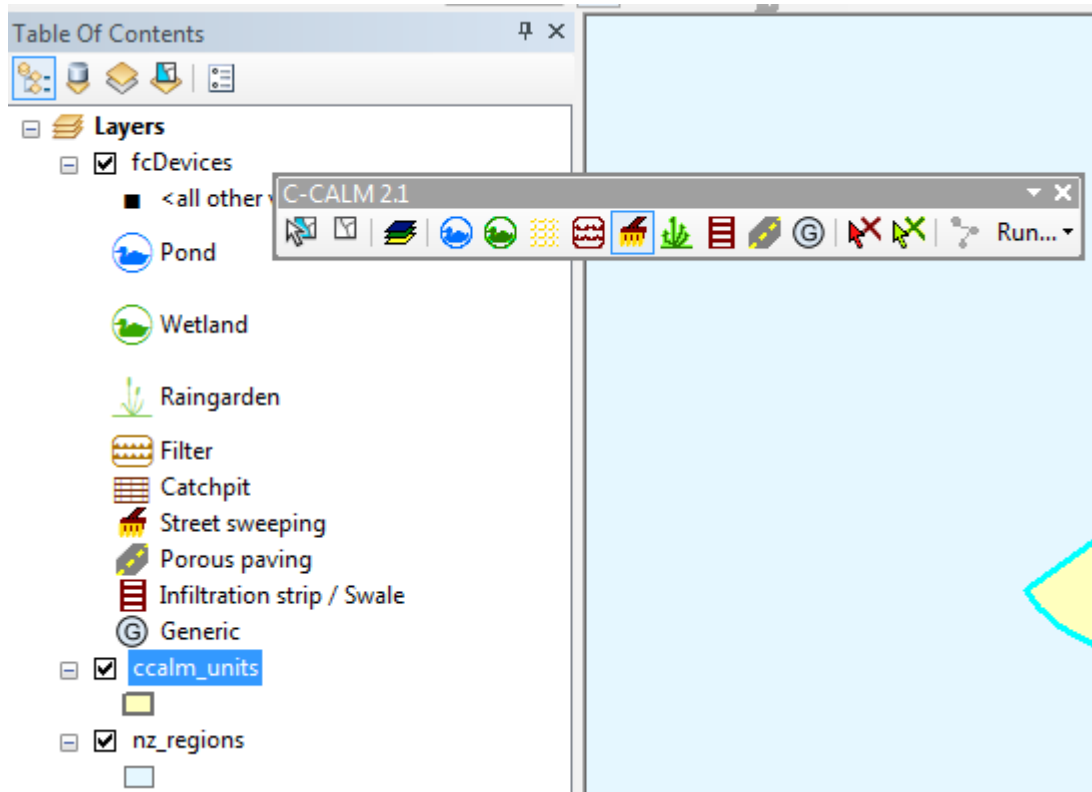 Table Of Contents
Layers
fcDevices
<all other
C-CALM 2.1
G
Run...
Pond
Wetland
Raingarden
Filter
Catchpit
Street sweeping
Porous paving
Infiltration strip / Swale
G
Generic
ccalm_units
nz_regions